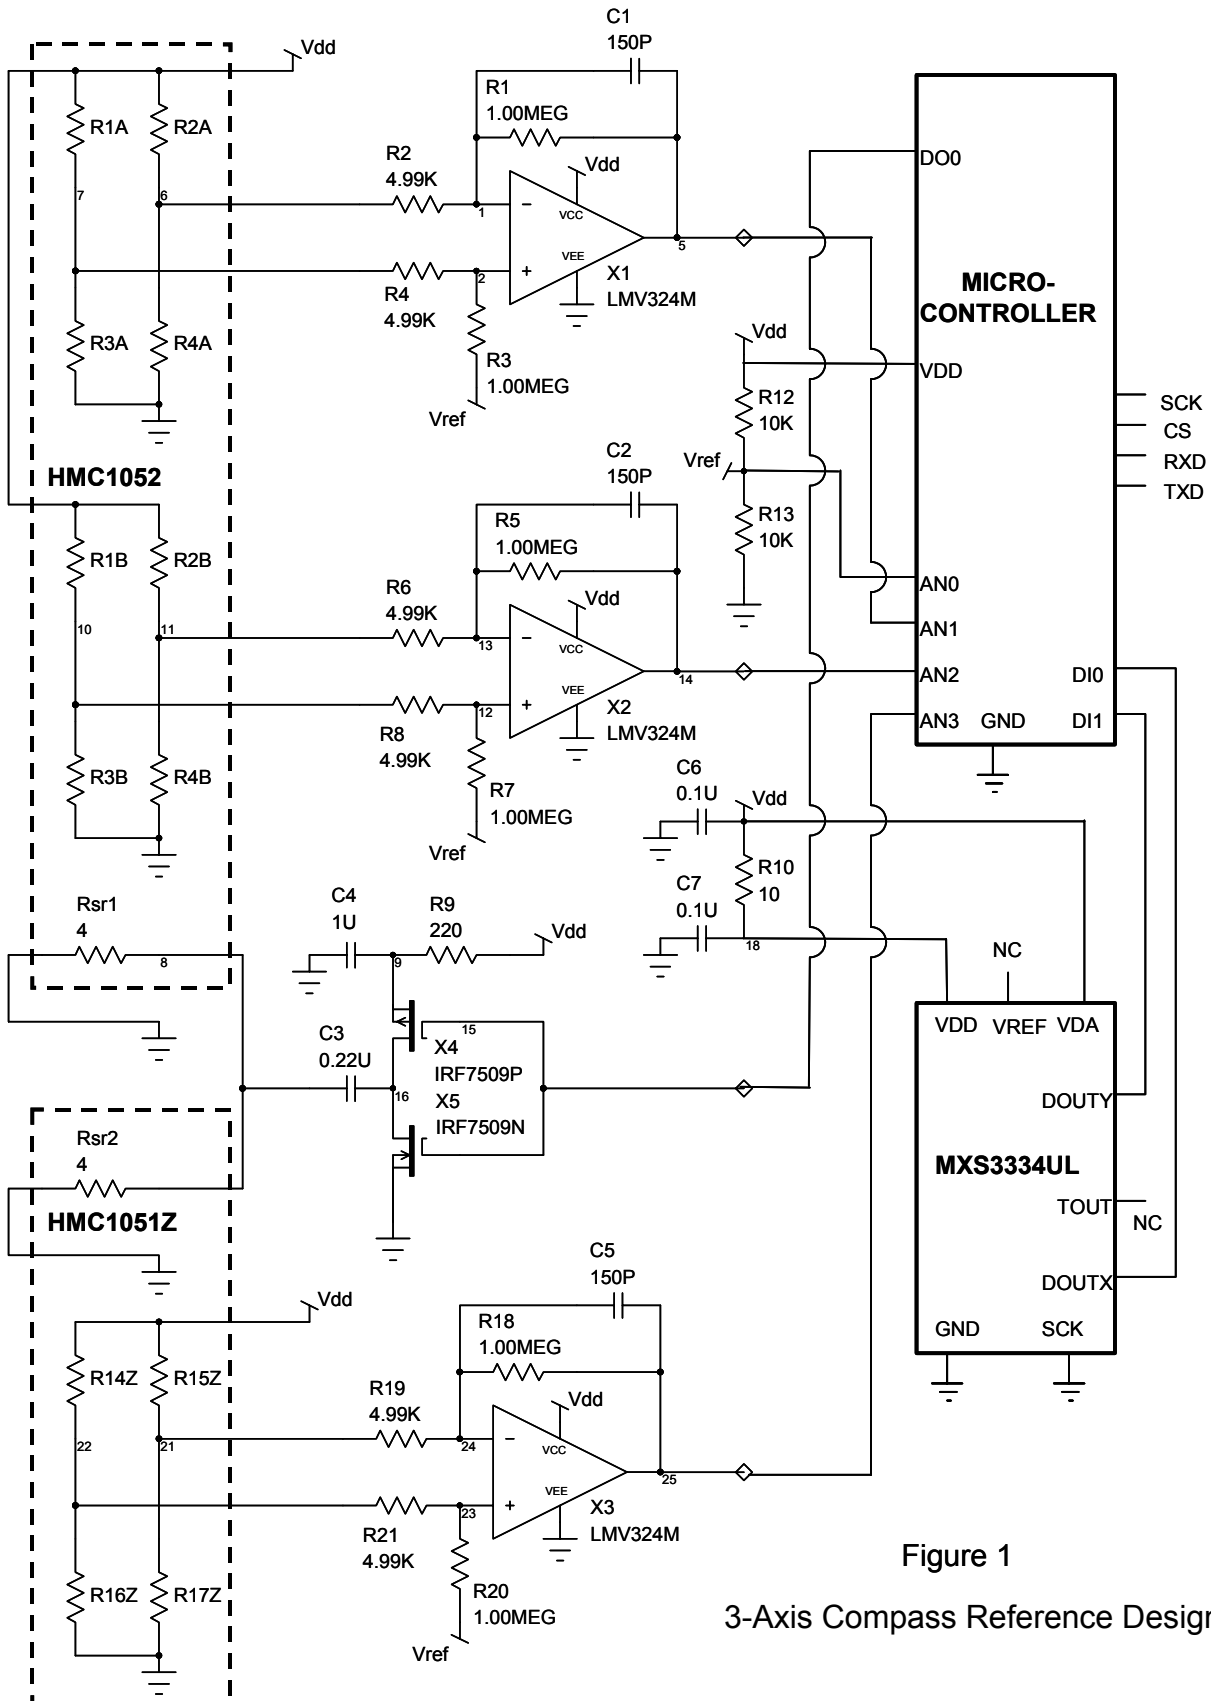 C1
150P
Vdd
R1
1.00MEG
R1A
R2A
R2
4.99K
Vdd
DO0
7
6
1
VCC
5
VEE
2
X1
LMV324M
R4
4.99K
MICRO-
CONTROLLER
R3A
R4A
R3
1.00MEG
Vref
Vdd
VDD
R12
10K
SCK
CS
RXD
TXD
HMC1052
C2
150P
Vref
R13
10K
R5
1.00MEG
R1B
R2B
R6
4.99K
Vdd
AN0
10
11
13
VCC
AN1
14
AN2
DI0
VEE
12
X2
LMV324M
AN3
GND
DI1
R8
4.99K
R3B
R4B
R7
1.00MEG
Vref
C6
0.1U
Vdd
R10
10
C7
0.1U
18
Rsr1
4
8
C4
1U
R9
220
Vdd
9
NC
VDD
VREF
VDA
C3
0.22U
15
X4
IRF7509P
16
X5
IRF7509N
DOUTY
Rsr2
4
MXS3334UL
TOUT
NC
HMC1051Z
C5
150P
DOUTX
Vdd
R18
1.00MEG
GND
SCK
R14Z
R15Z
R19
4.99K
Vdd
22
21
24
VCC
25
VEE
23
X3
LMV324M
R21
4.99K
R16Z
R17Z
R20
1.00MEG
Vref
Figure 1
3-Axis Compass Reference Design